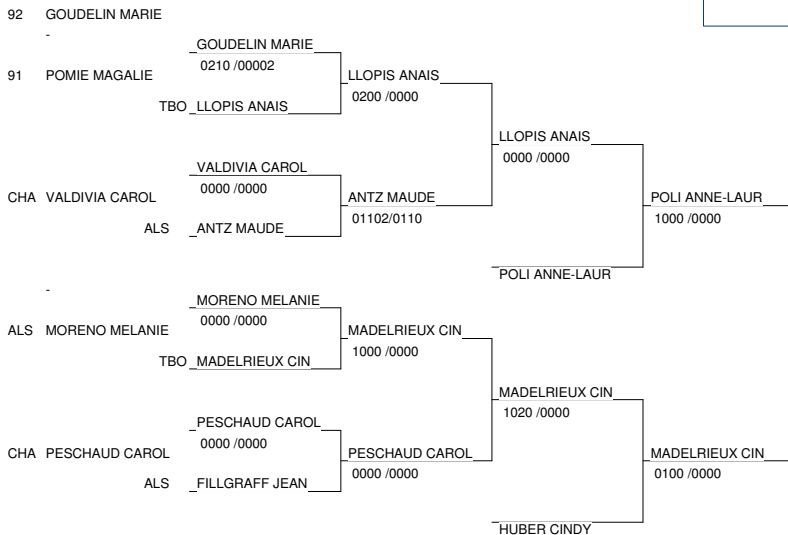 92 GOUDELIN MARIE
-
GOUDELIN MARIE
0210 /00002
91 POMIE MAGALIE
LLOPIS ANAIS
0200 /0000
TBO LLOPIS ANAIS
LLOPIS ANAIS
0000 /0000
VALDIVIA CAROL
0000 /0000
CHA VALDIVIA CAROL
ANTZ MAUDE
01102/0110
POLI ANNE-LAUR
1000 /0000
ALS ANTZ MAUDE
POLI ANNE-LAUR
-
MORENO MELANIE
0000 /0000
ALS MORENO MELANIE
MADELRIEUX CIN
1000 /0000
TBO MADELRIEUX CIN
MADELRIEUX CIN
1020 /0000
PESCHAUD CAROL
0000 /0000
CHA PESCHAUD CAROL
PESCHAUD CAROL
0000 /0000
MADELRIEUX CIN
0100 /0000
ALS FILLGRAFF JEAN
HUBER CINDY